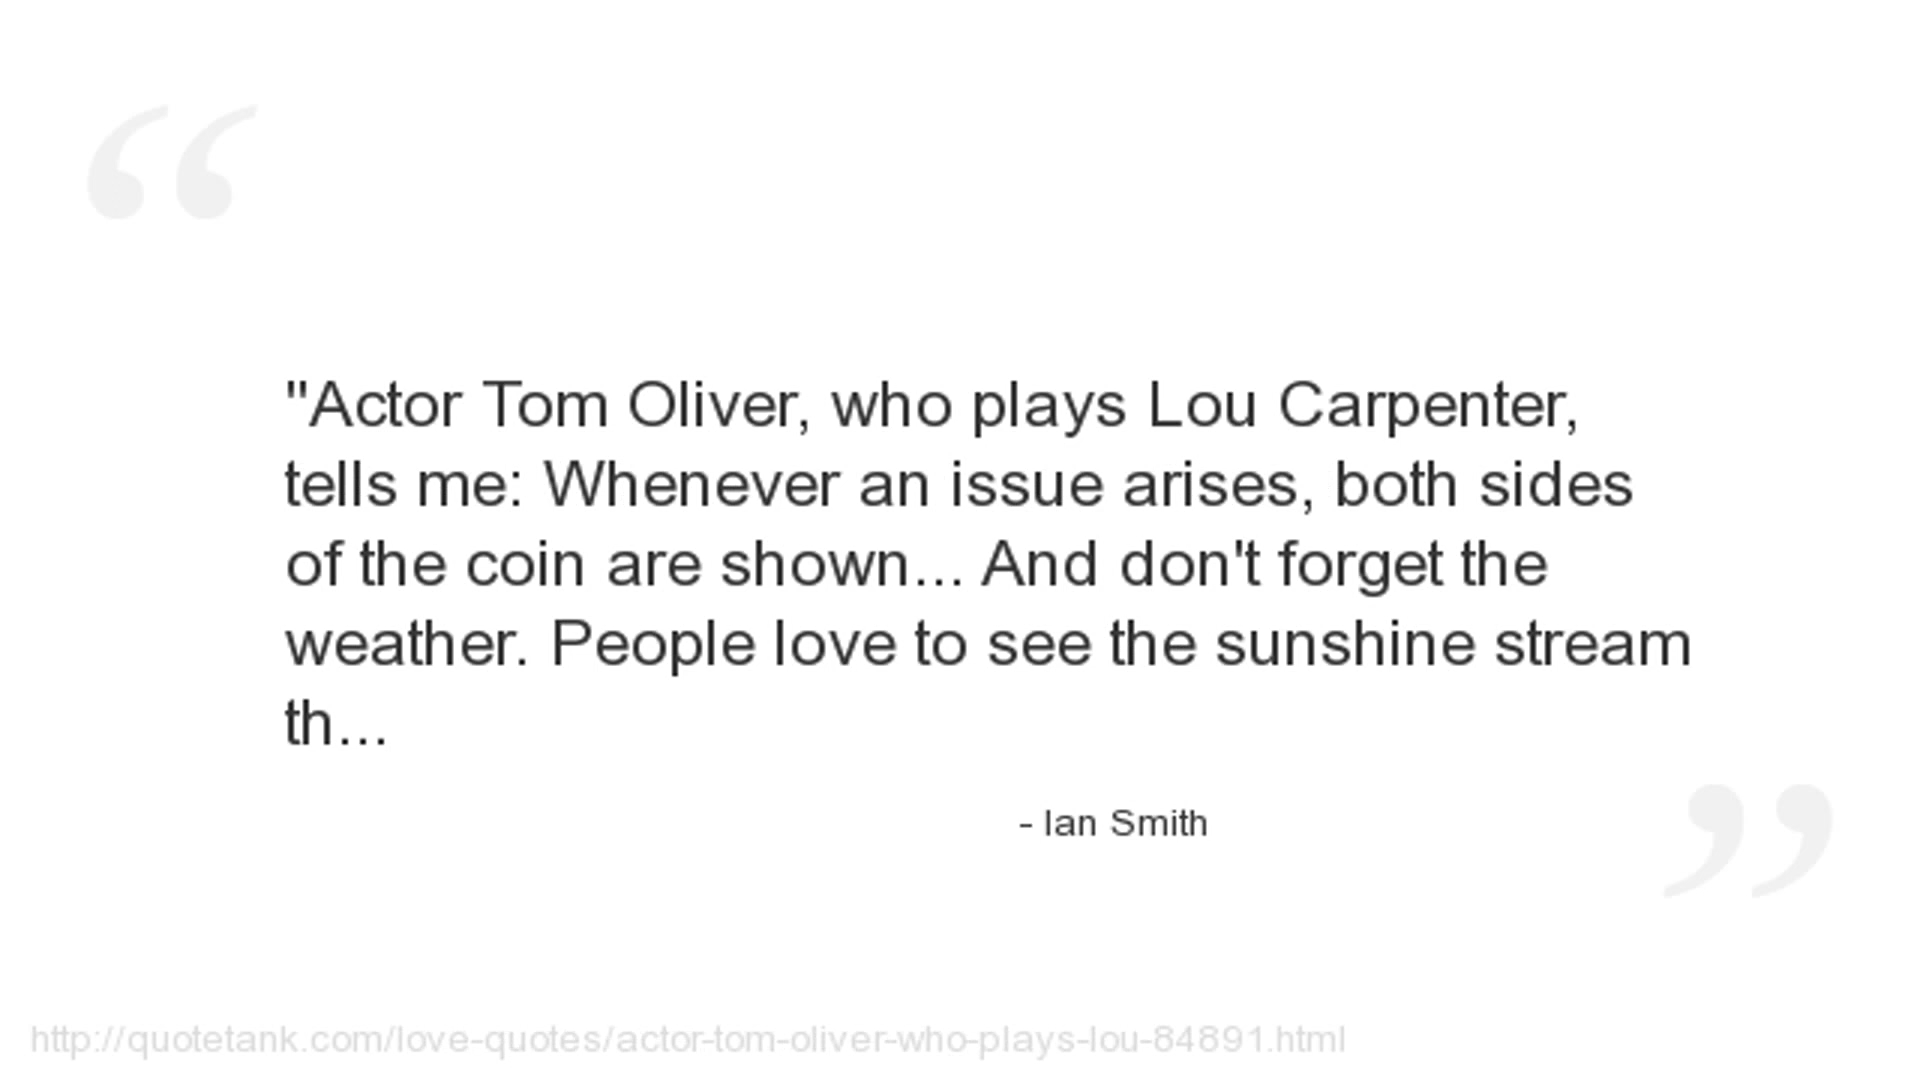 "Actor Tom Oliver, who plays Lou Carpenter,
tells me: Whenever an issue arises, both sides
of the coin are shown... And don't forget the
weather. People love to see the sunshine stream
th...
- Ian Smith
http://quotetank.com/love-quotes/actor-tom-oliver-who-plays-lou-84891.html